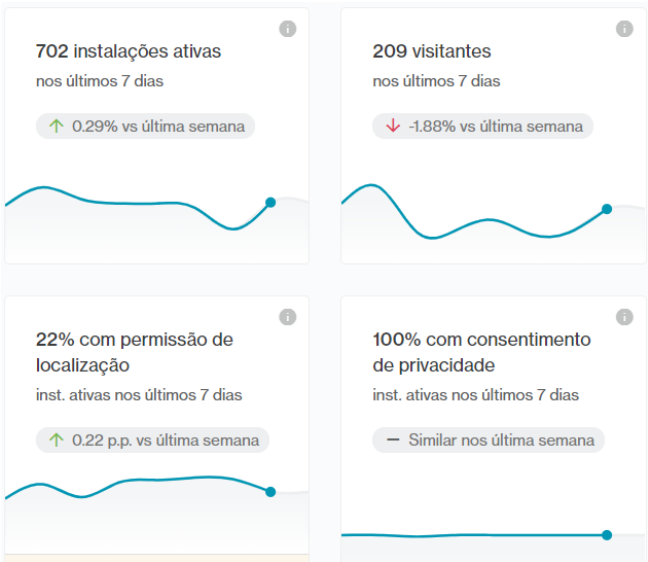 702 instalações ativas
nos últimos 7 dias
↑ 0.29% vs última semana
209 visitantes
nos últimos 7 dias
↓ -1.88% vs última semana
22% com permissão de
localização
inst. ativas nos últimos 7 dias
↑ 0.22 p.p. vs última semana
100% com consentimento
de privacidade
inst. ativas nos últimos 7 dias
– Similar nos última semana